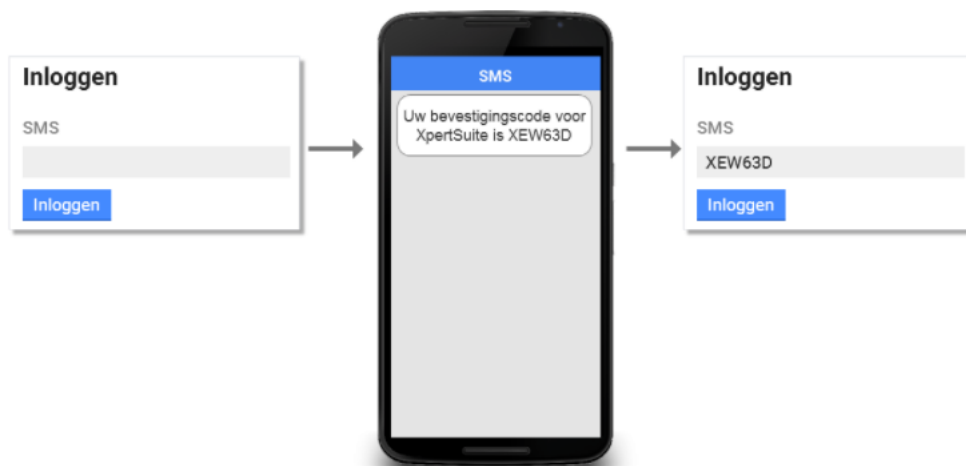 Inloggen
SMS
Inloggen
SMS
Uw bevestigingscode voor
XpertSuite is XEW63D
Inloggen
SMS
XEW63D
Inloggen